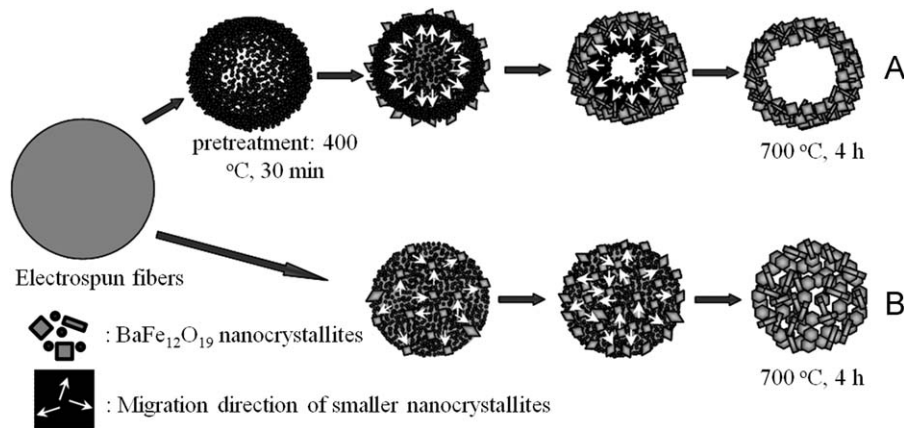 A
pretreatment: 400
°C, 30 min
700 °C, 4 h
Electrospun fibers
B
: BaFe₁₂O₁₉ nanocrystallites
700 °C, 4 h
: Migration direction of smaller nanocrystallites